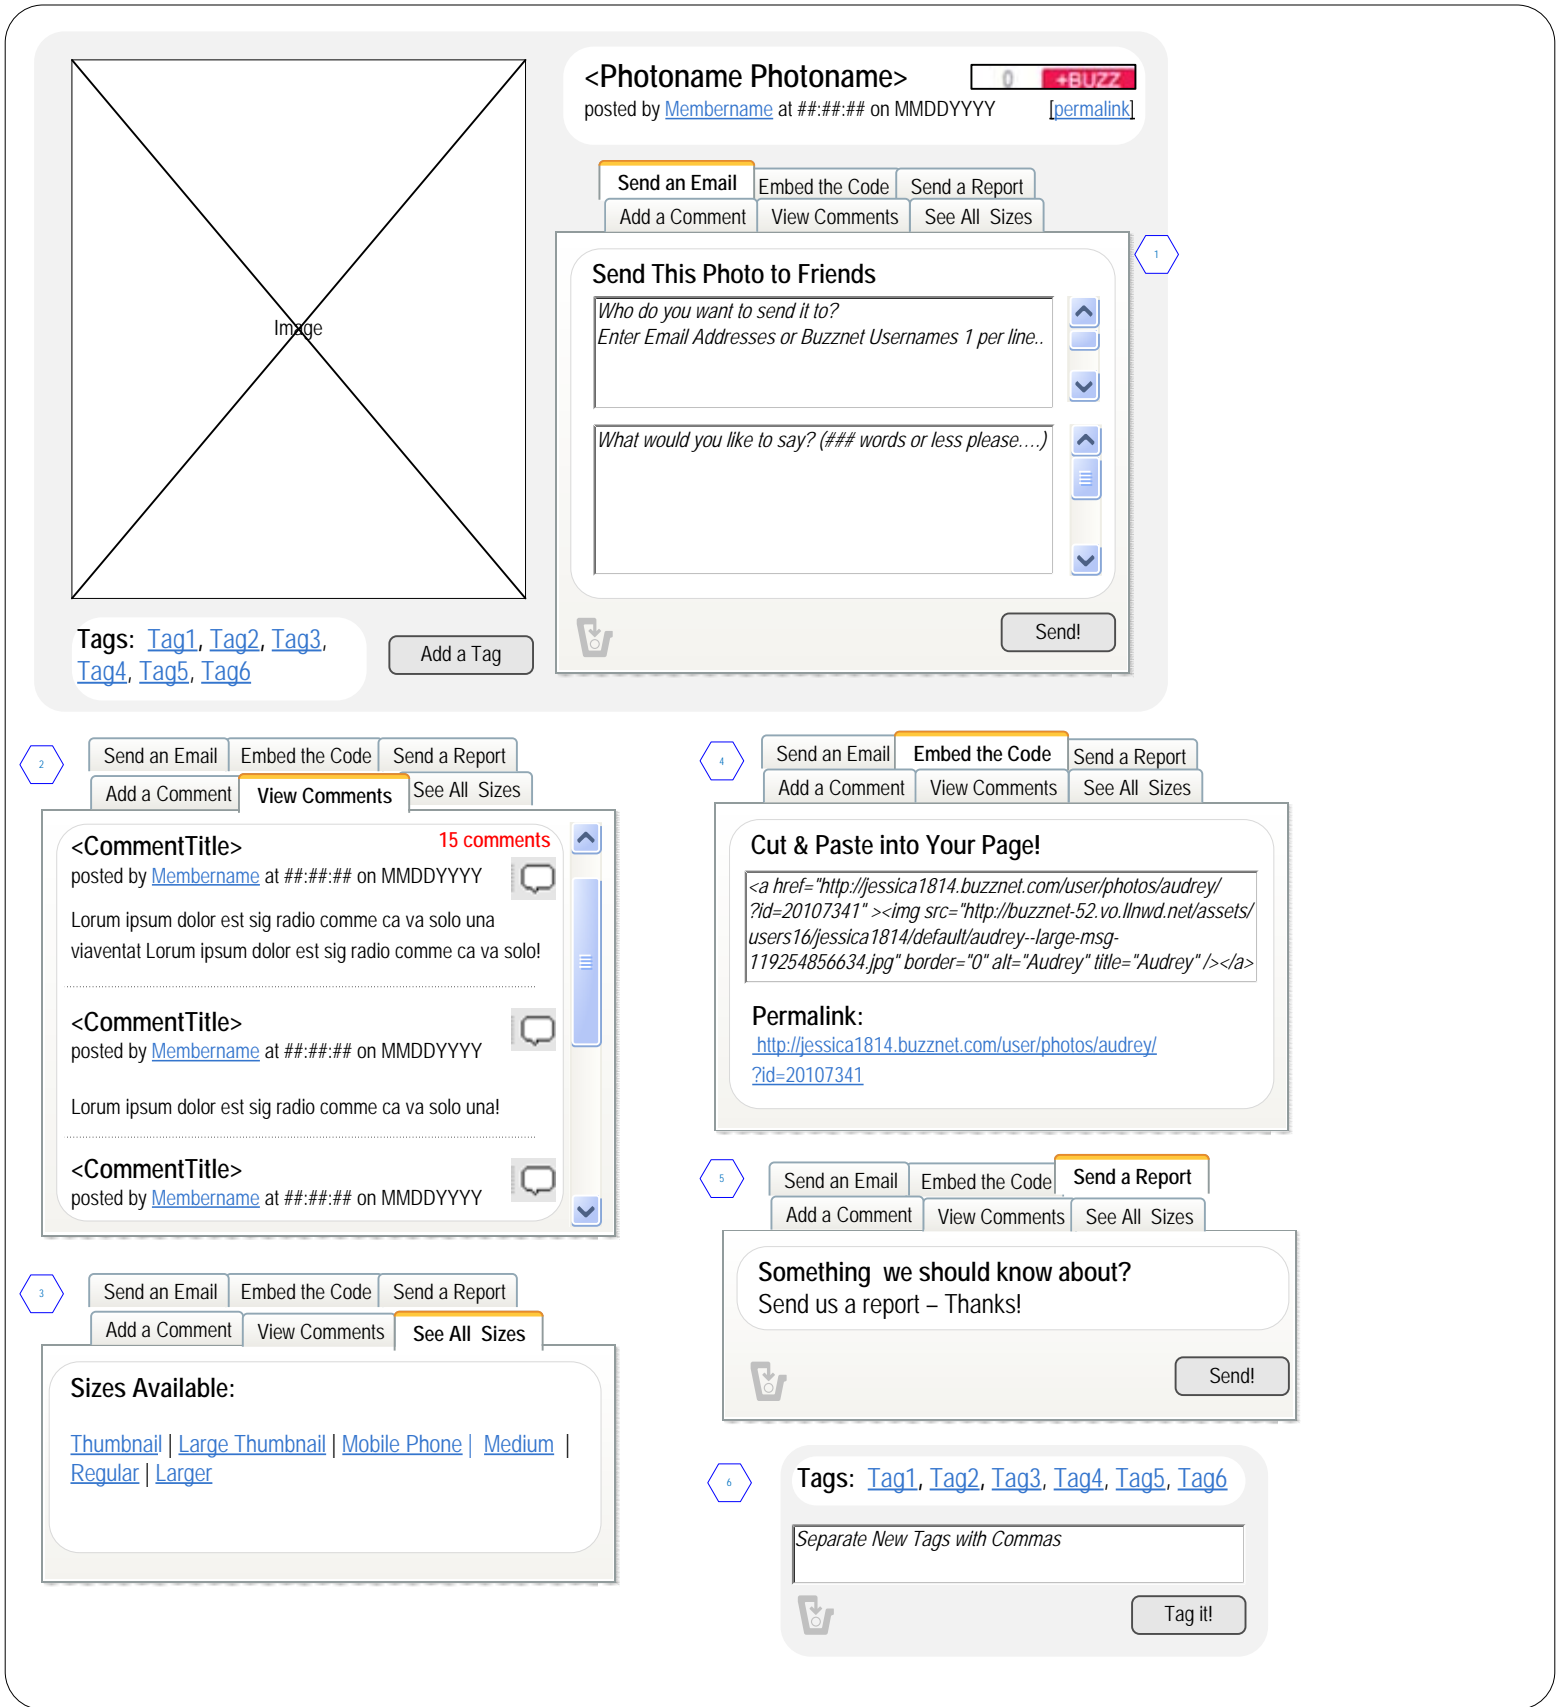 <Photoname Photoname>
0 +BUZZ
posted by Membername at ##:##:## on MMDDYYYY [permalink]
Send an Email Embed the Code Send a Report
Add a Comment View Comments See All Sizes
1
Send This Photo to Friends
Who do you want to send it to?
Enter Email Addresses or Buzznet Usernames 1 per line..
What would you like to say? (### words or less please....)
Send!
Image
Tags: Tag1, Tag2, Tag3,
Tag4, Tag5, Tag6
Add a Tag
2
Send an Email Embed the Code Send a Report
Add a Comment View Comments See All Sizes
<CommentTitle> 15 comments
posted by Membername at ##:##:## on MMDDYYYY
Lorum ipsum dolor est sig radio comme ca va solo una
viaventat Lorum ipsum dolor est sig radio comme ca va solo!
<CommentTitle>
posted by Membername at ##:##:## on MMDDYYYY
Lorum ipsum dolor est sig radio comme ca va solo una!
<CommentTitle>
posted by Membername at ##:##:## on MMDDYYYY
3
Send an Email Embed the Code Send a Report
Add a Comment View Comments See All Sizes
Sizes Available:
Thumbnail | Large Thumbnail | Mobile Phone | Medium |
Regular | Larger
4
Send an Email Embed the Code Send a Report
Add a Comment View Comments See All Sizes
Cut & Paste into Your Page!
<a href="http://jessica1814.buzznet.com/user/photos/audrey/
?id=20107341" ><img src="http://buzznet-52.vo.llnwd.net/assets/
users16/jessica1814/default/audrey--large-msg-
119254856634.jpg" border="0" alt="Audrey" title="Audrey" /></a>
Permalink:
http://jessica1814.buzznet.com/user/photos/audrey/
?id=20107341
5
Send an Email Embed the Code Send a Report
Add a Comment View Comments See All Sizes
Something we should know about?
Send us a report – Thanks!
Send!
6
Tags: Tag1, Tag2, Tag3, Tag4, Tag5, Tag6
Separate New Tags with Commas
Tag it!